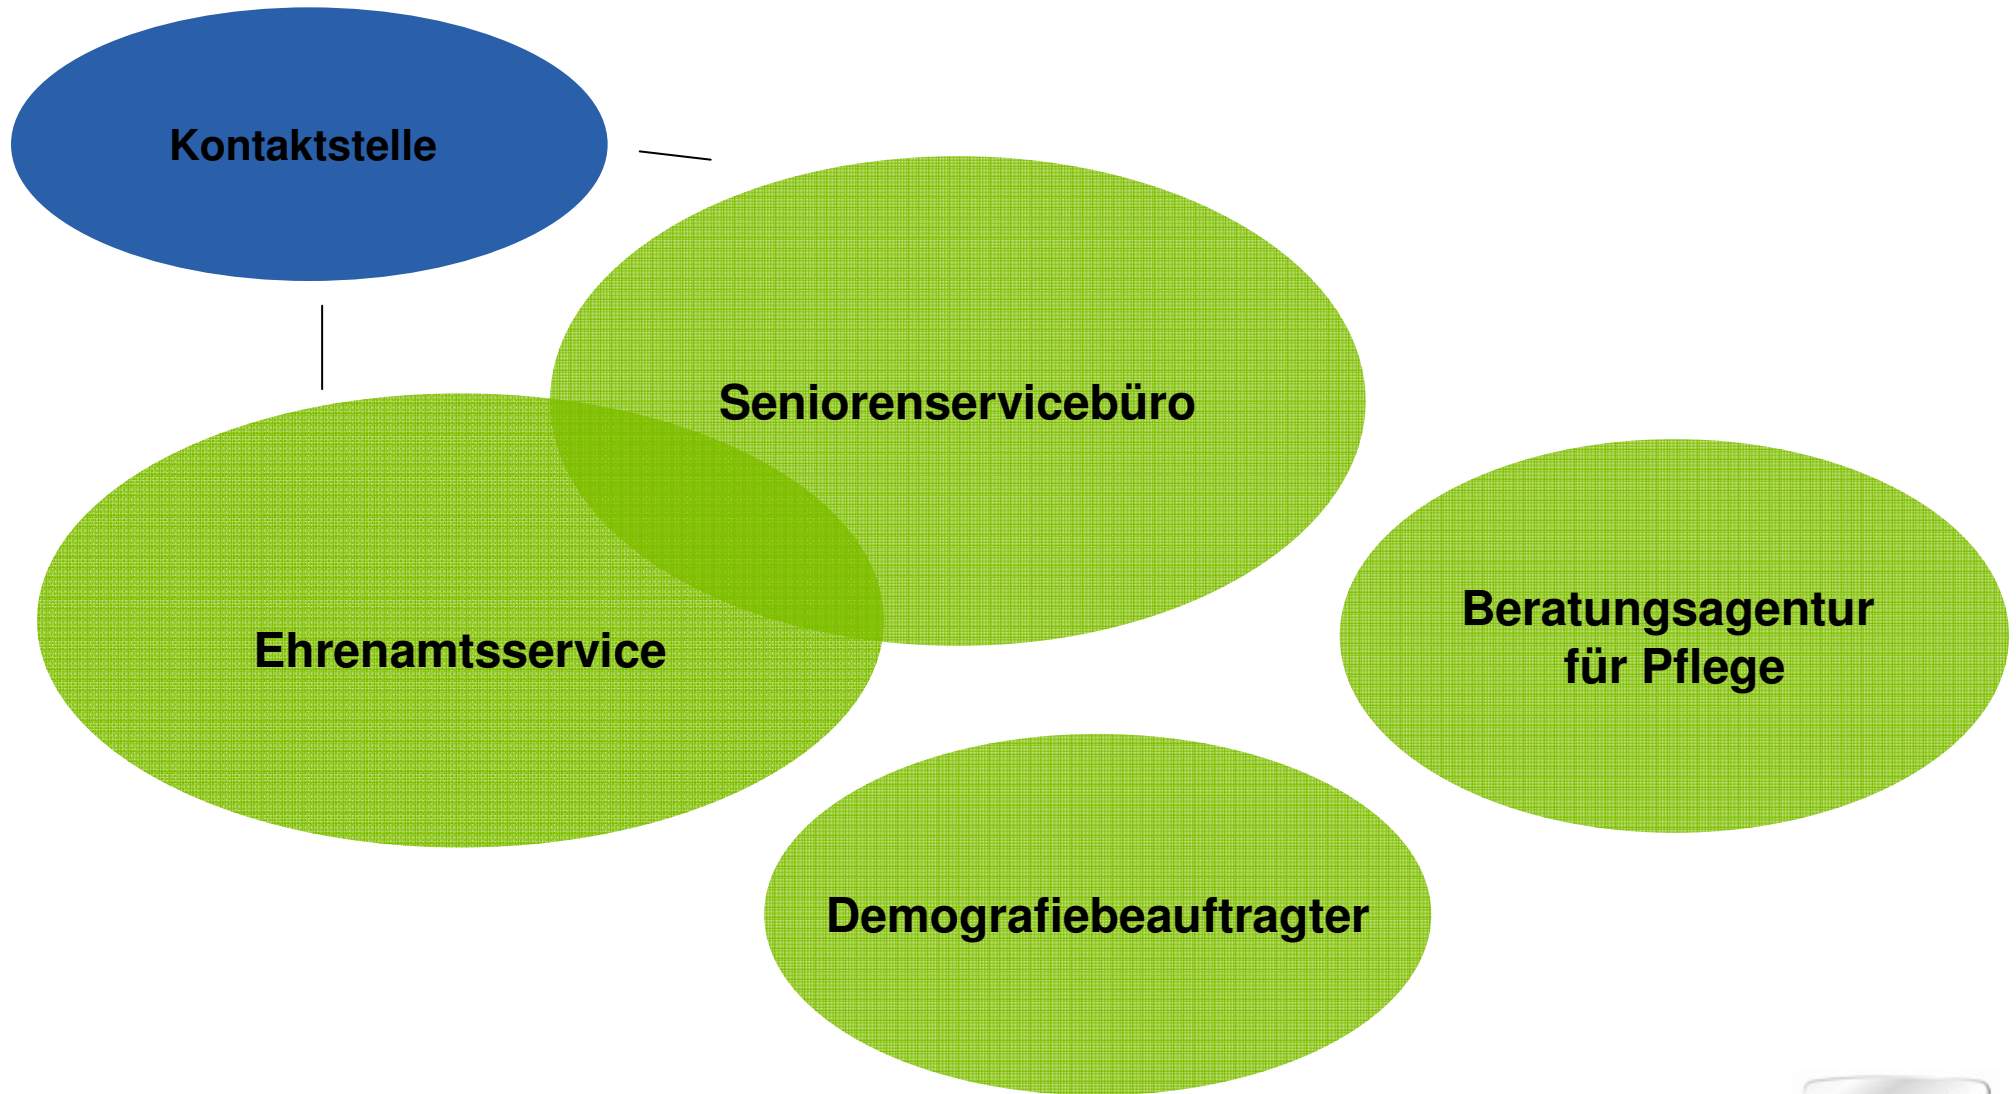 Kontaktstelle
Seniorenservicebüro
Ehrenamtsservice
Beratungsagentur
für Pflege
Demografiebeauftragter